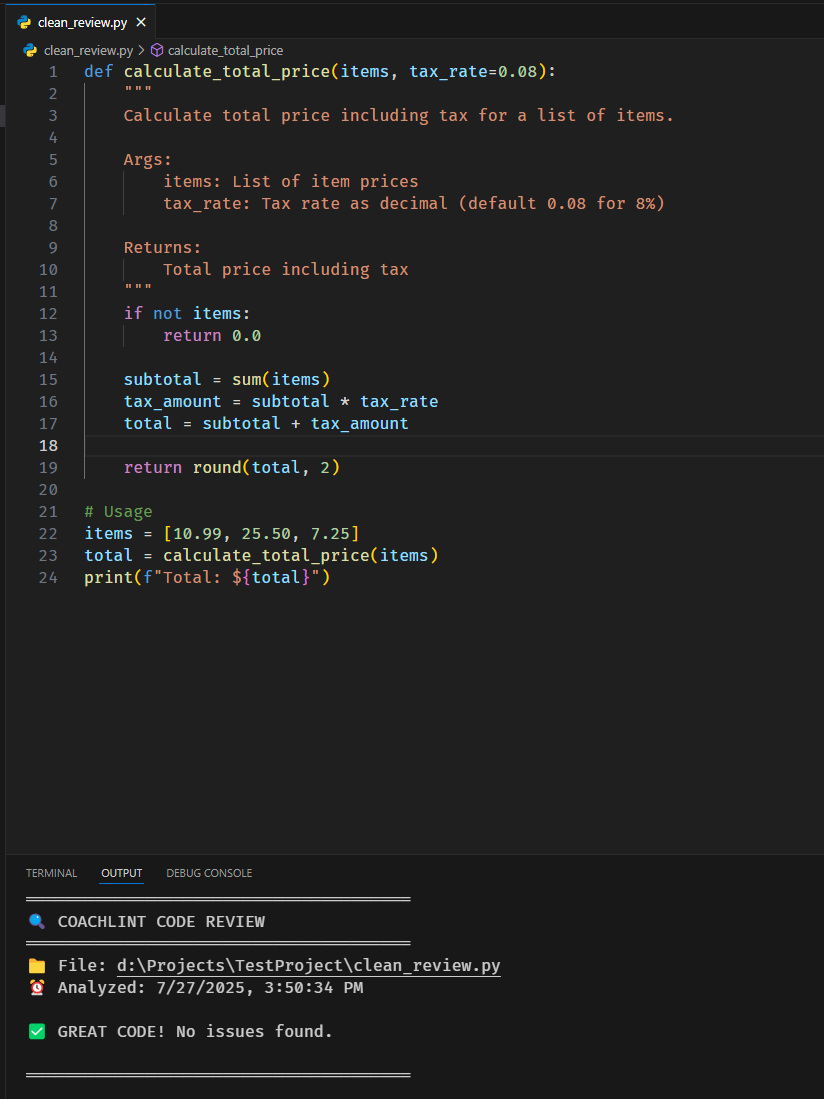 clean_review.py
clean_review.py > calculate_total_price
1 def calculate_total_price(items, tax_rate=0.08):
2     """
3     Calculate total price including tax for a list of items.
4
5     Args:
6         items: List of item prices
7         tax_rate: Tax rate as decimal (default 0.08 for 8%)
8
9     Returns:
10         Total price including tax
11     """
12     if not items:
13         return 0.0
14
15     subtotal = sum(items)
16     tax_amount = subtotal * tax_rate
17     total = subtotal + tax_amount
18
19     return round(total, 2)
20
21 # Usage
22 items = [10.99, 25.50, 7.25]
23 total = calculate_total_price(items)
24 print(f"Total: ${total}")
TERMINAL OUTPUT DEBUG CONSOLE
COACHLINT CODE REVIEW
File: d:\Projects\TestProject\clean_review.py
Analyzed: 7/27/2025, 3:50:34 PM
GREAT CODE! No issues found.